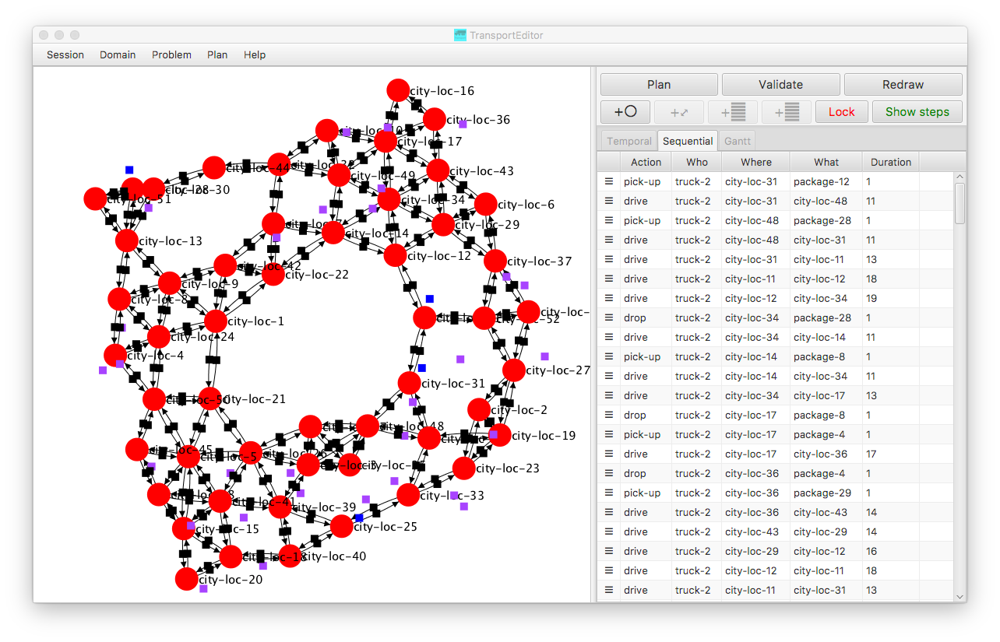 TransportEditor
Session Domain Problem Plan Help
Plan Validate Redraw
Lock Show steps
Temporal Sequential Gantt
Action Who Where What Duration
pick-up truck-2 city-loc-31 package-12 1
drive truck-2 city-loc-31 city-loc-48 11
pick-up truck-2 city-loc-48 package-28 1
drive truck-2 city-loc-48 city-loc-31 11
drive truck-2 city-loc-31 city-loc-11 13
drive truck-2 city-loc-11 city-loc-12 18
drive truck-2 city-loc-12 city-loc-34 19
drop truck-2 city-loc-34 package-28 1
drive truck-2 city-loc-34 city-loc-14 11
pick-up truck-2 city-loc-14 package-8 1
drive truck-2 city-loc-14 city-loc-34 11
drive truck-2 city-loc-34 city-loc-17 13
drop truck-2 city-loc-17 package-8 1
pick-up truck-2 city-loc-17 package-4 1
drive truck-2 city-loc-17 city-loc-36 17
drop truck-2 city-loc-36 package-4 1
pick-up truck-2 city-loc-36 package-29 1
drive truck-2 city-loc-36 city-loc-43 14
drive truck-2 city-loc-43 city-loc-29 14
drive truck-2 city-loc-29 city-loc-12 16
drive truck-2 city-loc-12 city-loc-11 18
drive truck-2 city-loc-11 city-loc-31 13
city-loc-16
city-loc-36
city-loc-17
city-loc-43
city-loc-49
city-loc-44
city-loc-30
city-loc-51
city-loc-34
city-loc-6
city-loc-29
city-loc-14
city-loc-13
city-loc-12
city-loc-37
city-loc-42
city-loc-22
city-loc-9
city-loc-8
city-loc-1
city-loc-52
city-loc-24
city-loc-4
city-loc-27
city-loc-31
city-loc-21
city-loc-50
city-loc-2
city-loc-48
city-loc-19
city-loc-45
city-loc-5
city-loc-26
city-loc-3
city-loc-23
city-loc-33
city-loc-41
city-loc-39
city-loc-15
city-loc-25
city-loc-18
city-loc-40
city-loc-20